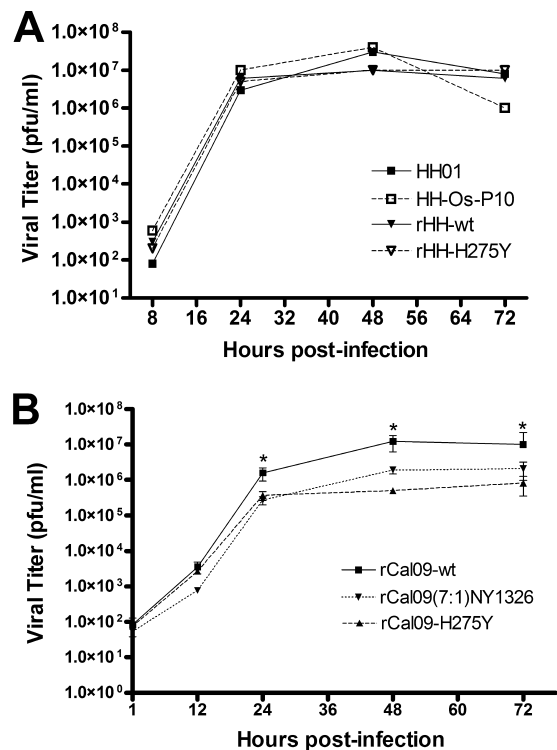 A
1.0×10⁸
1.0×10⁷
1.0×10⁶
1.0×10⁵
1.0×10⁴
1.0×10³
1.0×10²
1.0×10¹
Viral Titer (pfu/ml)
HH01
HH-Os-P10
rHH-wt
rHH-H275Y
8 16 24 32 40 48 56 64 72
Hours post-infection
B
1.0×10⁸
1.0×10⁷
1.0×10⁶
1.0×10⁵
1.0×10⁴
1.0×10³
1.0×10²
1.0×10¹
1.0×10⁰
Viral Titer (pfu/ml)
* * *
rCal09-wt
rCal09(7:1)NY1326
rCal09-H275Y
1 12 24 36 48 60 72
Hours post-infection